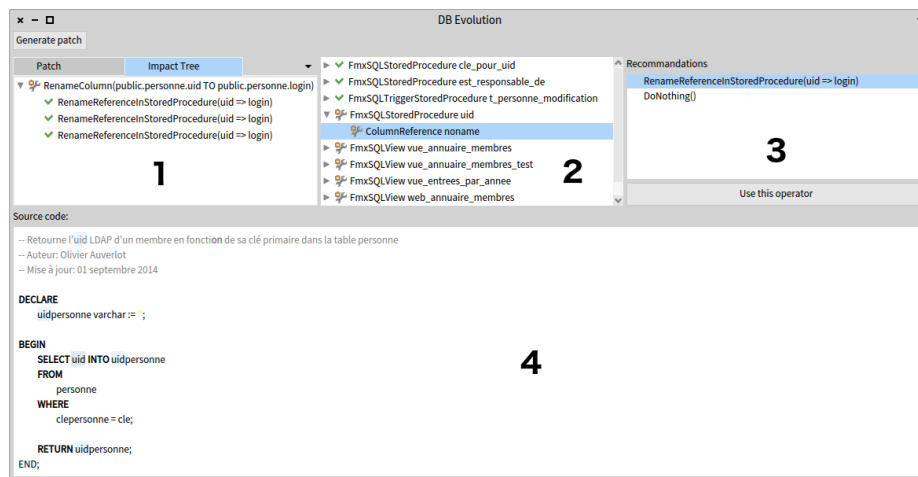 DB Evolution
Generate patch
Patch
Impact Tree
RenameColumn(public.personne.uid TO public.personne.login)
RenameReferenceInStoredProcedure(uid => login)
RenameReferenceInStoredProcedure(uid => login)
RenameReferenceInStoredProcedure(uid => login)
1
FmxSQLStoredProcedure cle_pour_uid
FmxSQLStoredProcedure est_responsable_de
FmxSQLTriggerStoredProcedure t_personne_modification
FmxSQLStoredProcedure uid
ColumnReference noname
FmxSQLView vue_annuaire_membres
FmxSQLView vue_annuaire_membres_test
FmxSQLView vue_entrees_par_annee
FmxSQLView web_annuaire_membres
2
Recommandations
RenameReferenceInStoredProcedure(uid => login)
DoNothing()
3
Use this operator
Source code:
-- Retourne l'uid LDAP d'un membre en fonction de sa clé primaire dans la table personne
-- Auteur: Olivier Auverlot
-- Mise à jour: 01 septembre 2014
DECLARE
uidpersonne varchar := '';
BEGIN
SELECT uid INTO uidpersonne
FROM
personne
WHERE
clepersonne = cle;
RETURN uidpersonne;
END;
4